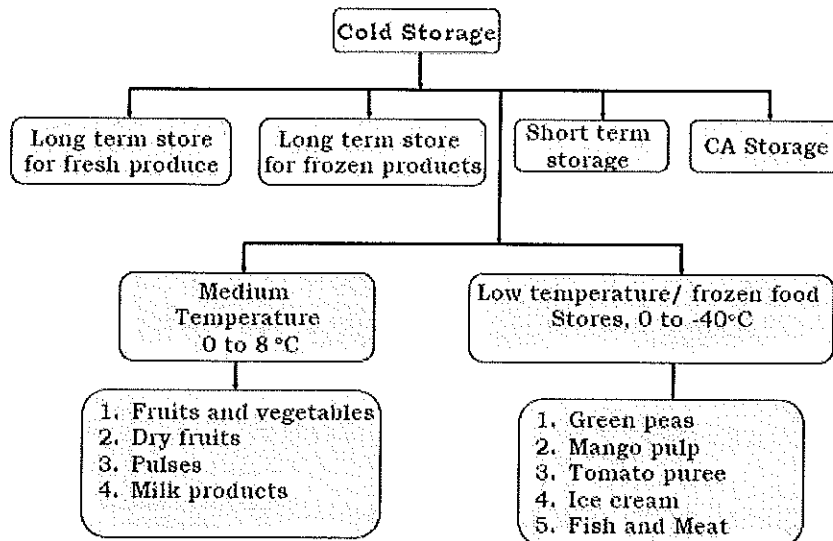 Cold Storage
Long term store
for fresh produce
Long term store
for frozen products
Short term
storage
CA Storage
Medium
Temperature
0 to 8 °C
Low temperature/ frozen food
Stores, 0 to -40°C
1. Fruits and vegetables
2. Dry fruits
3. Pulses
4. Milk products
1. Green peas
2. Mango pulp
3. Tomato puree
4. Ice cream
5. Fish and Meat